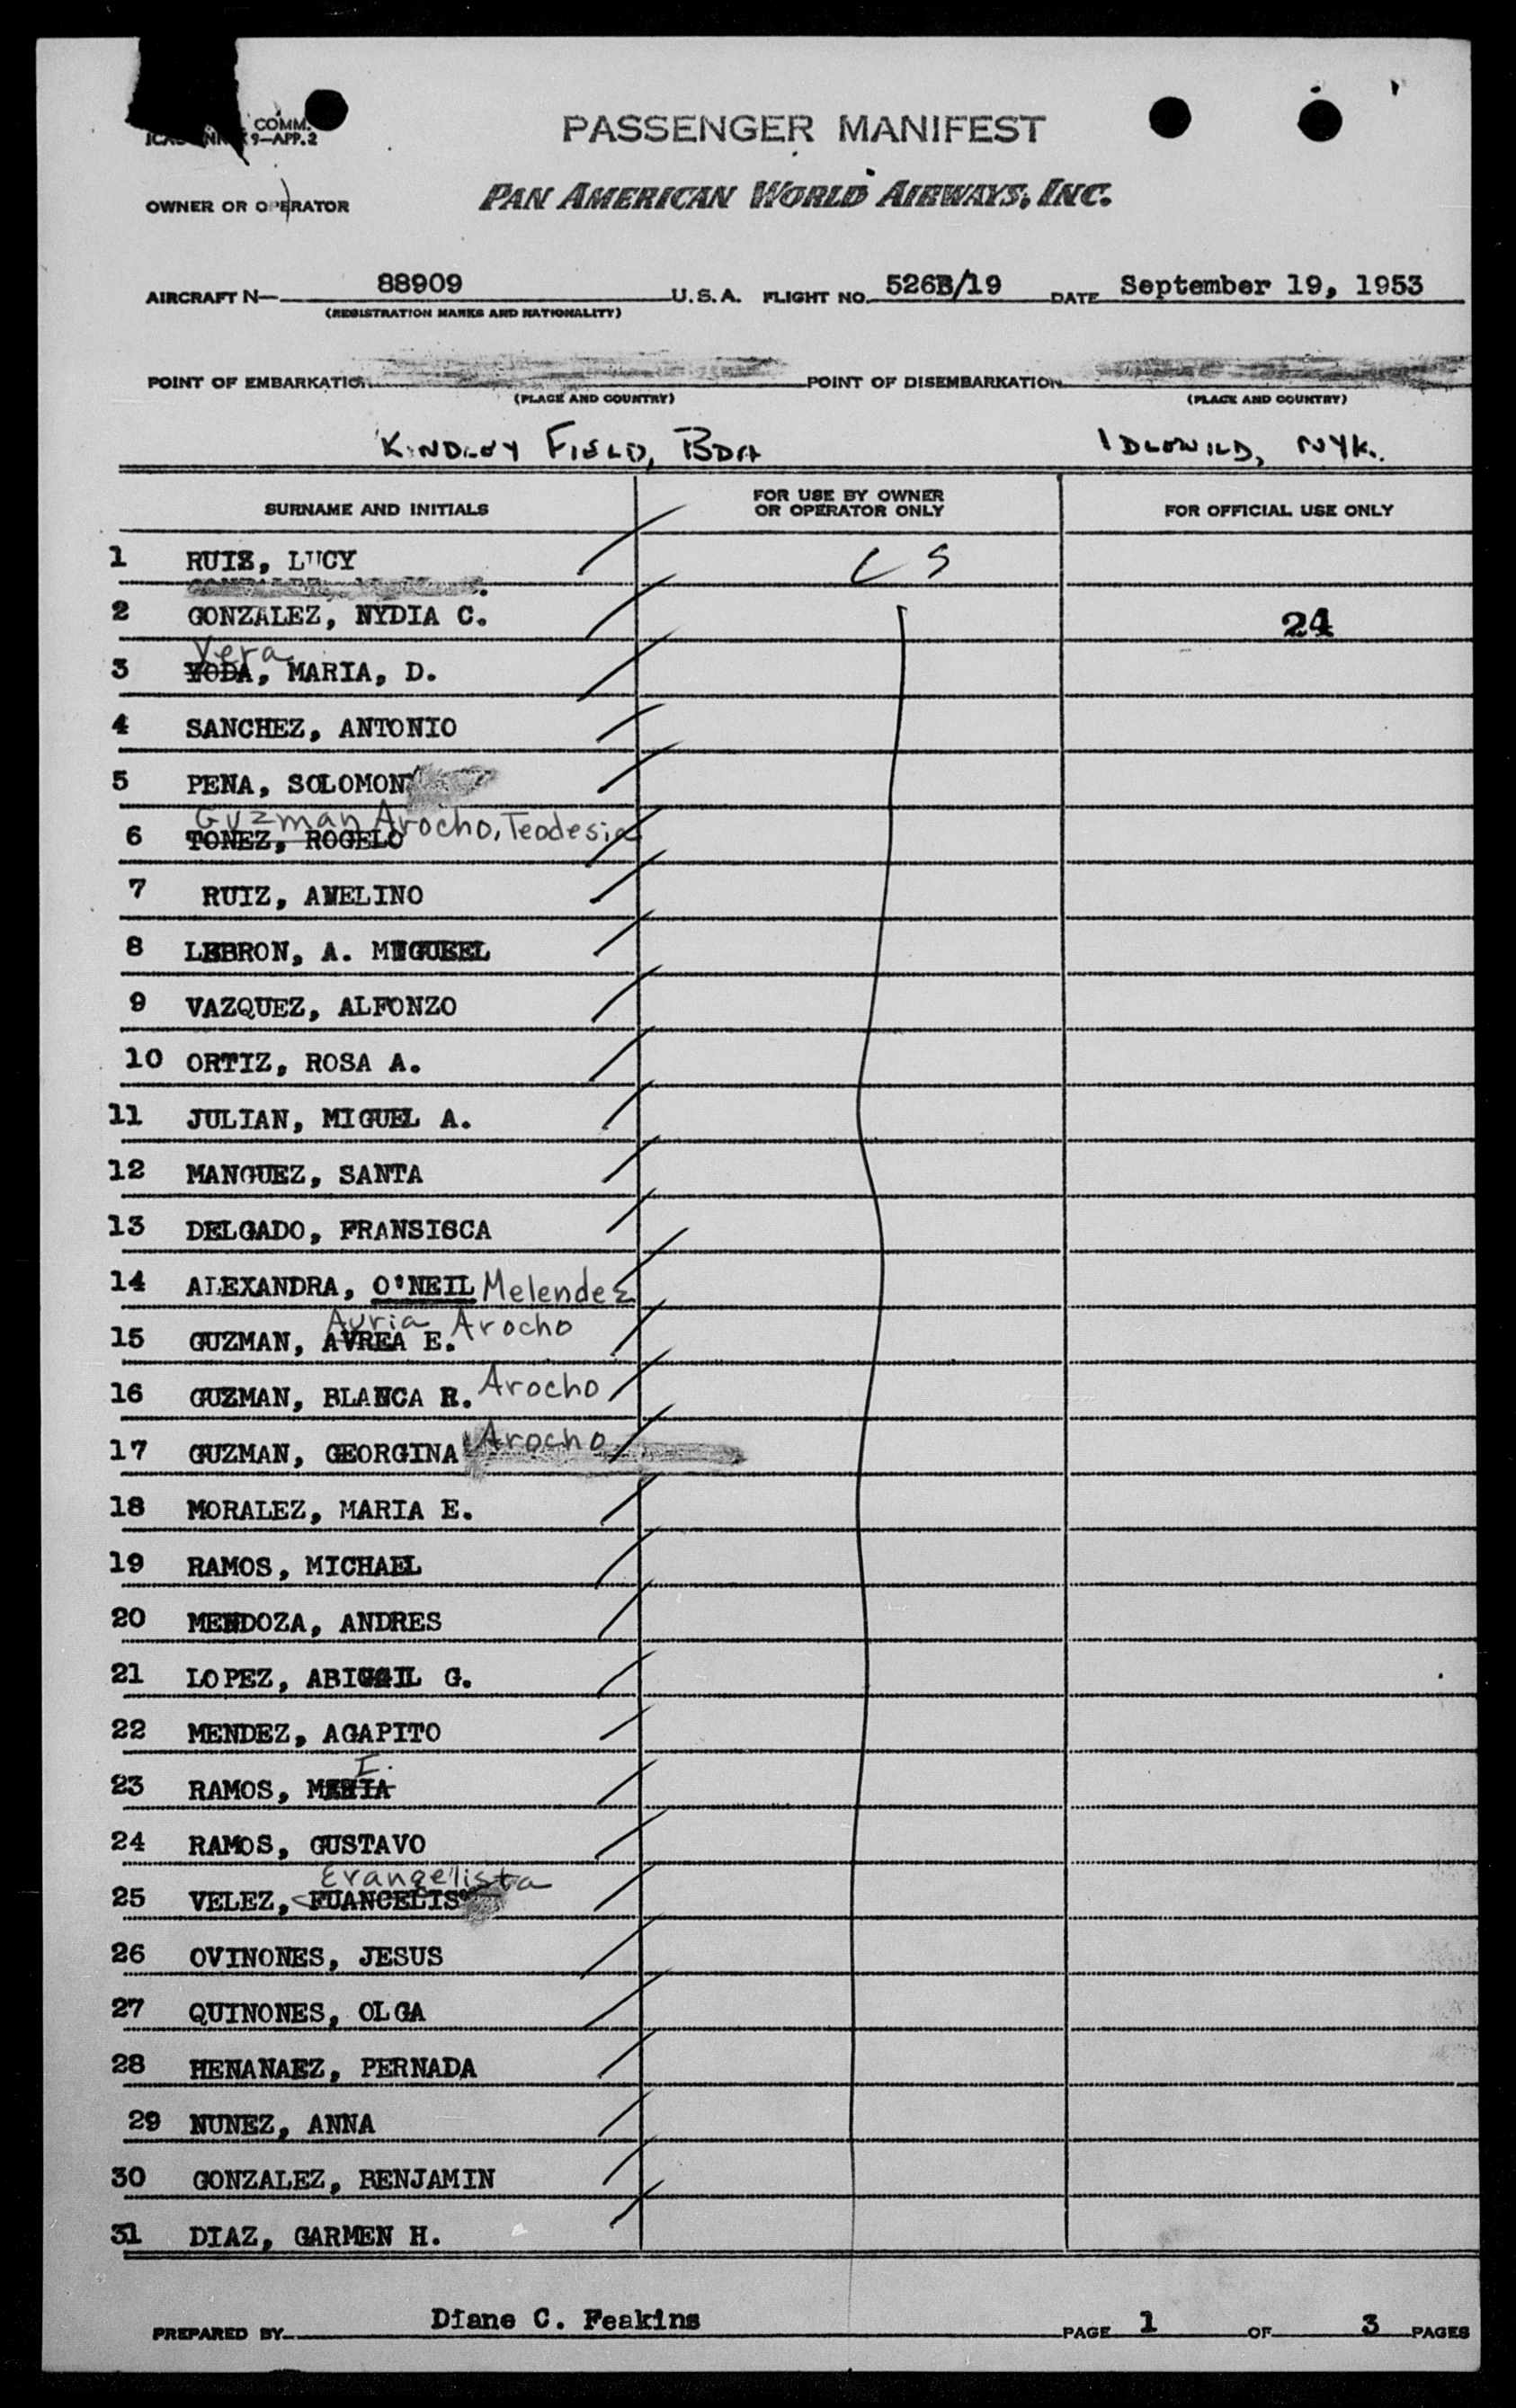 COMM.
9—APP.2
PASSENGER MANIFEST
OWNER OR OPERATOR PAN AMERICAN WORLD AIRWAYS, INC.
AIRCRAFT N— 88909 U.S.A. FLIGHT NO. 526B/19 DATE September 19, 1953
(REGISTRATION MARKS AND NATIONALITY)
POINT OF EMBARKATION POINT OF DISEMBARKATION
(PLACE AND COUNTRY) (PLACE AND COUNTRY)
KINDLEY FIELD, BDA IDLEWILD, NYK.
SURNAME AND INITIALS FOR USE BY OWNER OR OPERATOR ONLY FOR OFFICIAL USE ONLY
1 RUIZ, LUCY
2 GONZALEZ, NYDIA C. 24
Vera
3 VODA, MARIA, D.
4 SANCHEZ, ANTONIO
5 PENA, SOLOMON
Guzman Arocho, Teodesia
6 TONEZ, ROGELO
7 RUIZ, AVELINO
8 LEBRON, A. MIGUEL
9 VAZQUEZ, ALFONZO
10 ORTIZ, ROSA A.
11 JULIAN, MIGUEL A.
12 MANGUEZ, SANTA
13 DELGADO, FRANSISCA
14 ALEXANDRA, O'NEIL Melendez
Auria Arocho
15 GUZMAN, AVREA E.
16 GUZMAN, BLANCA R. Arocho
17 GUZMAN, GEORGINA Arocho
18 MORALEZ, MARIA E.
19 RAMOS, MICHAEL
20 MENDOZA, ANDRES
21 LOPEZ, ABIGAIL G.
22 MENDEZ, AGAPITO
I.
23 RAMOS, MARIA
24 RAMOS, GUSTAVO
Evangelista
25 VELEZ, FUANCELIS
26 OVINONES, JESUS
27 QUINONES, OLGA
28 HENANAEZ, PERNADA
29 NUNEZ, ANNA
30 GONZALEZ, BENJAMIN
31 DIAZ, GARMEN H.
PREPARED BY Diane C. Feakins PAGE 1 OF 3 PAGES